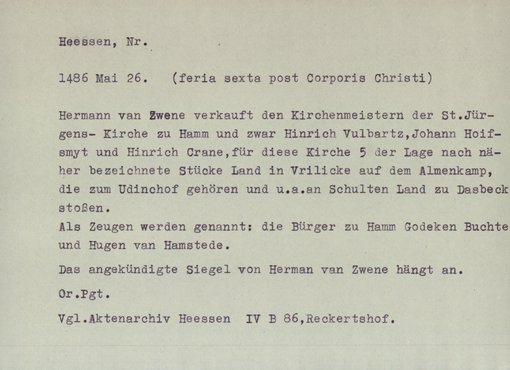 Heessen, Nr.
1486 Mai 26. (feria sexta post Corporis Christi)
Hermann van Zwene verkauft den Kirchenmeistern der St.Jür-
gens- Kirche zu Hamm und zwar Hinrich Vulbartz,Johann Hoif-
smyt und Hinrich Crane,für diese Kirche 5 der Lage nach nä-
her bezeichnete Stücke Land in Vrilicke auf dem Almenkamp,
die zum Udinchof gehören und u.a.an Schulten Land zu Dasbeck
stoßen.
Als Zeugen werden genannt: die Bürger zu Hamm Godeken Buchte
und Hugen van Hamstede.
Das angekündigte Siegel von Herman van Zwene hängt an.
Or.Pgt.
Vgl.Aktenarchiv Heessen IV B 86,Reckertshof.